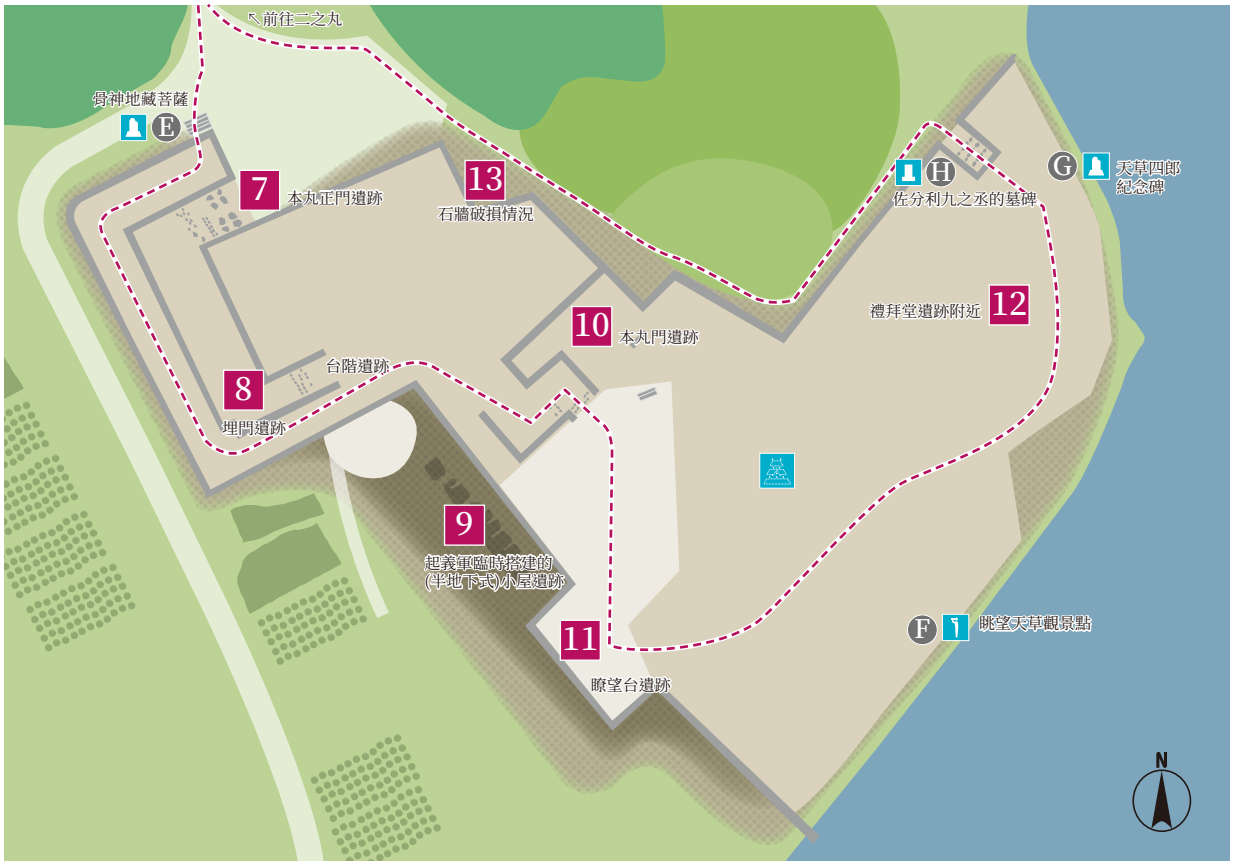 ↖前往二之丸
骨神地藏菩薩
E
7
本丸正門遺跡
13
石牆破損情況
H
佐分利九之丞的墓碑
G
天草四郎
紀念碑
禮拜堂遺跡附近
12
10
本丸門遺跡
台階遺跡
8
埋門遺跡
9
起義軍臨時搭建的
(半地下式)小屋遺跡
11
瞭望台遺跡
F
眺望天草觀景點
N